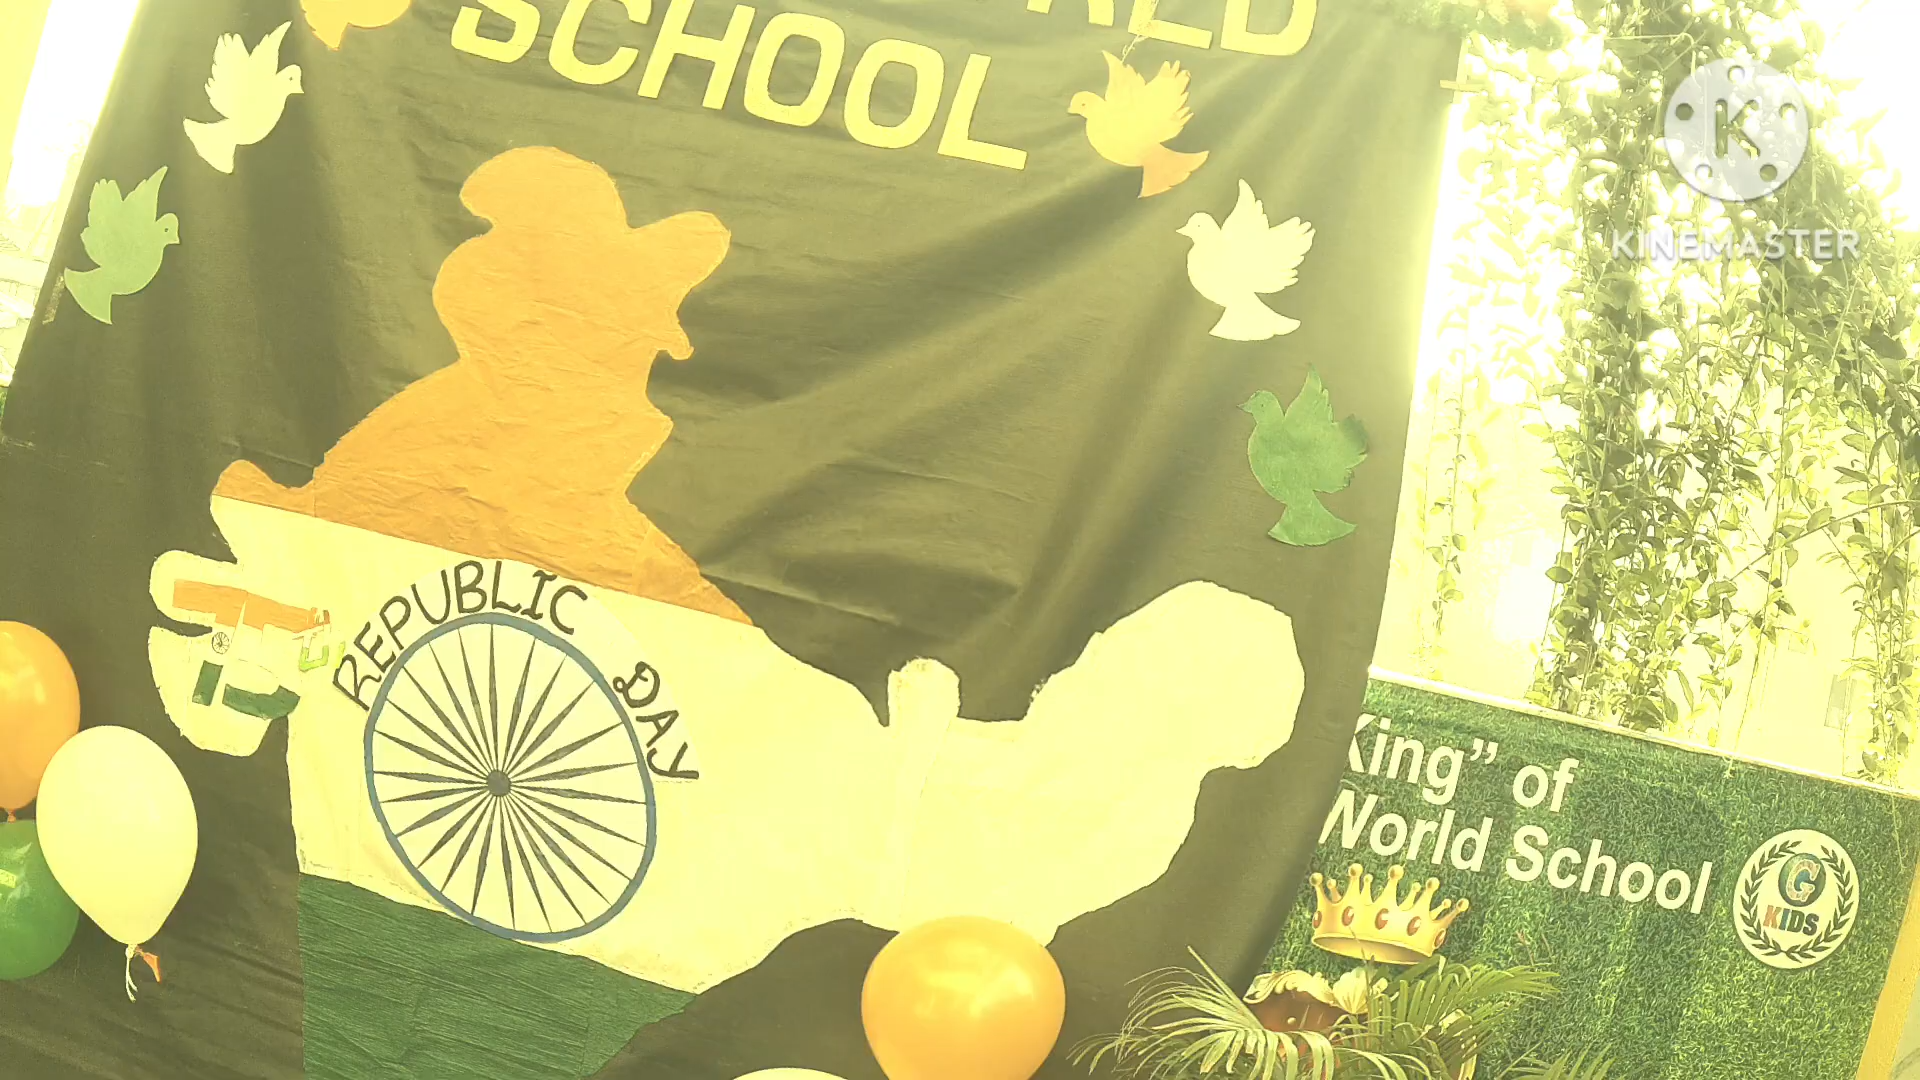 SCHOOL
REPUBLIC DAY
King” of
World School
G
KIDS
K
KINEMASTER